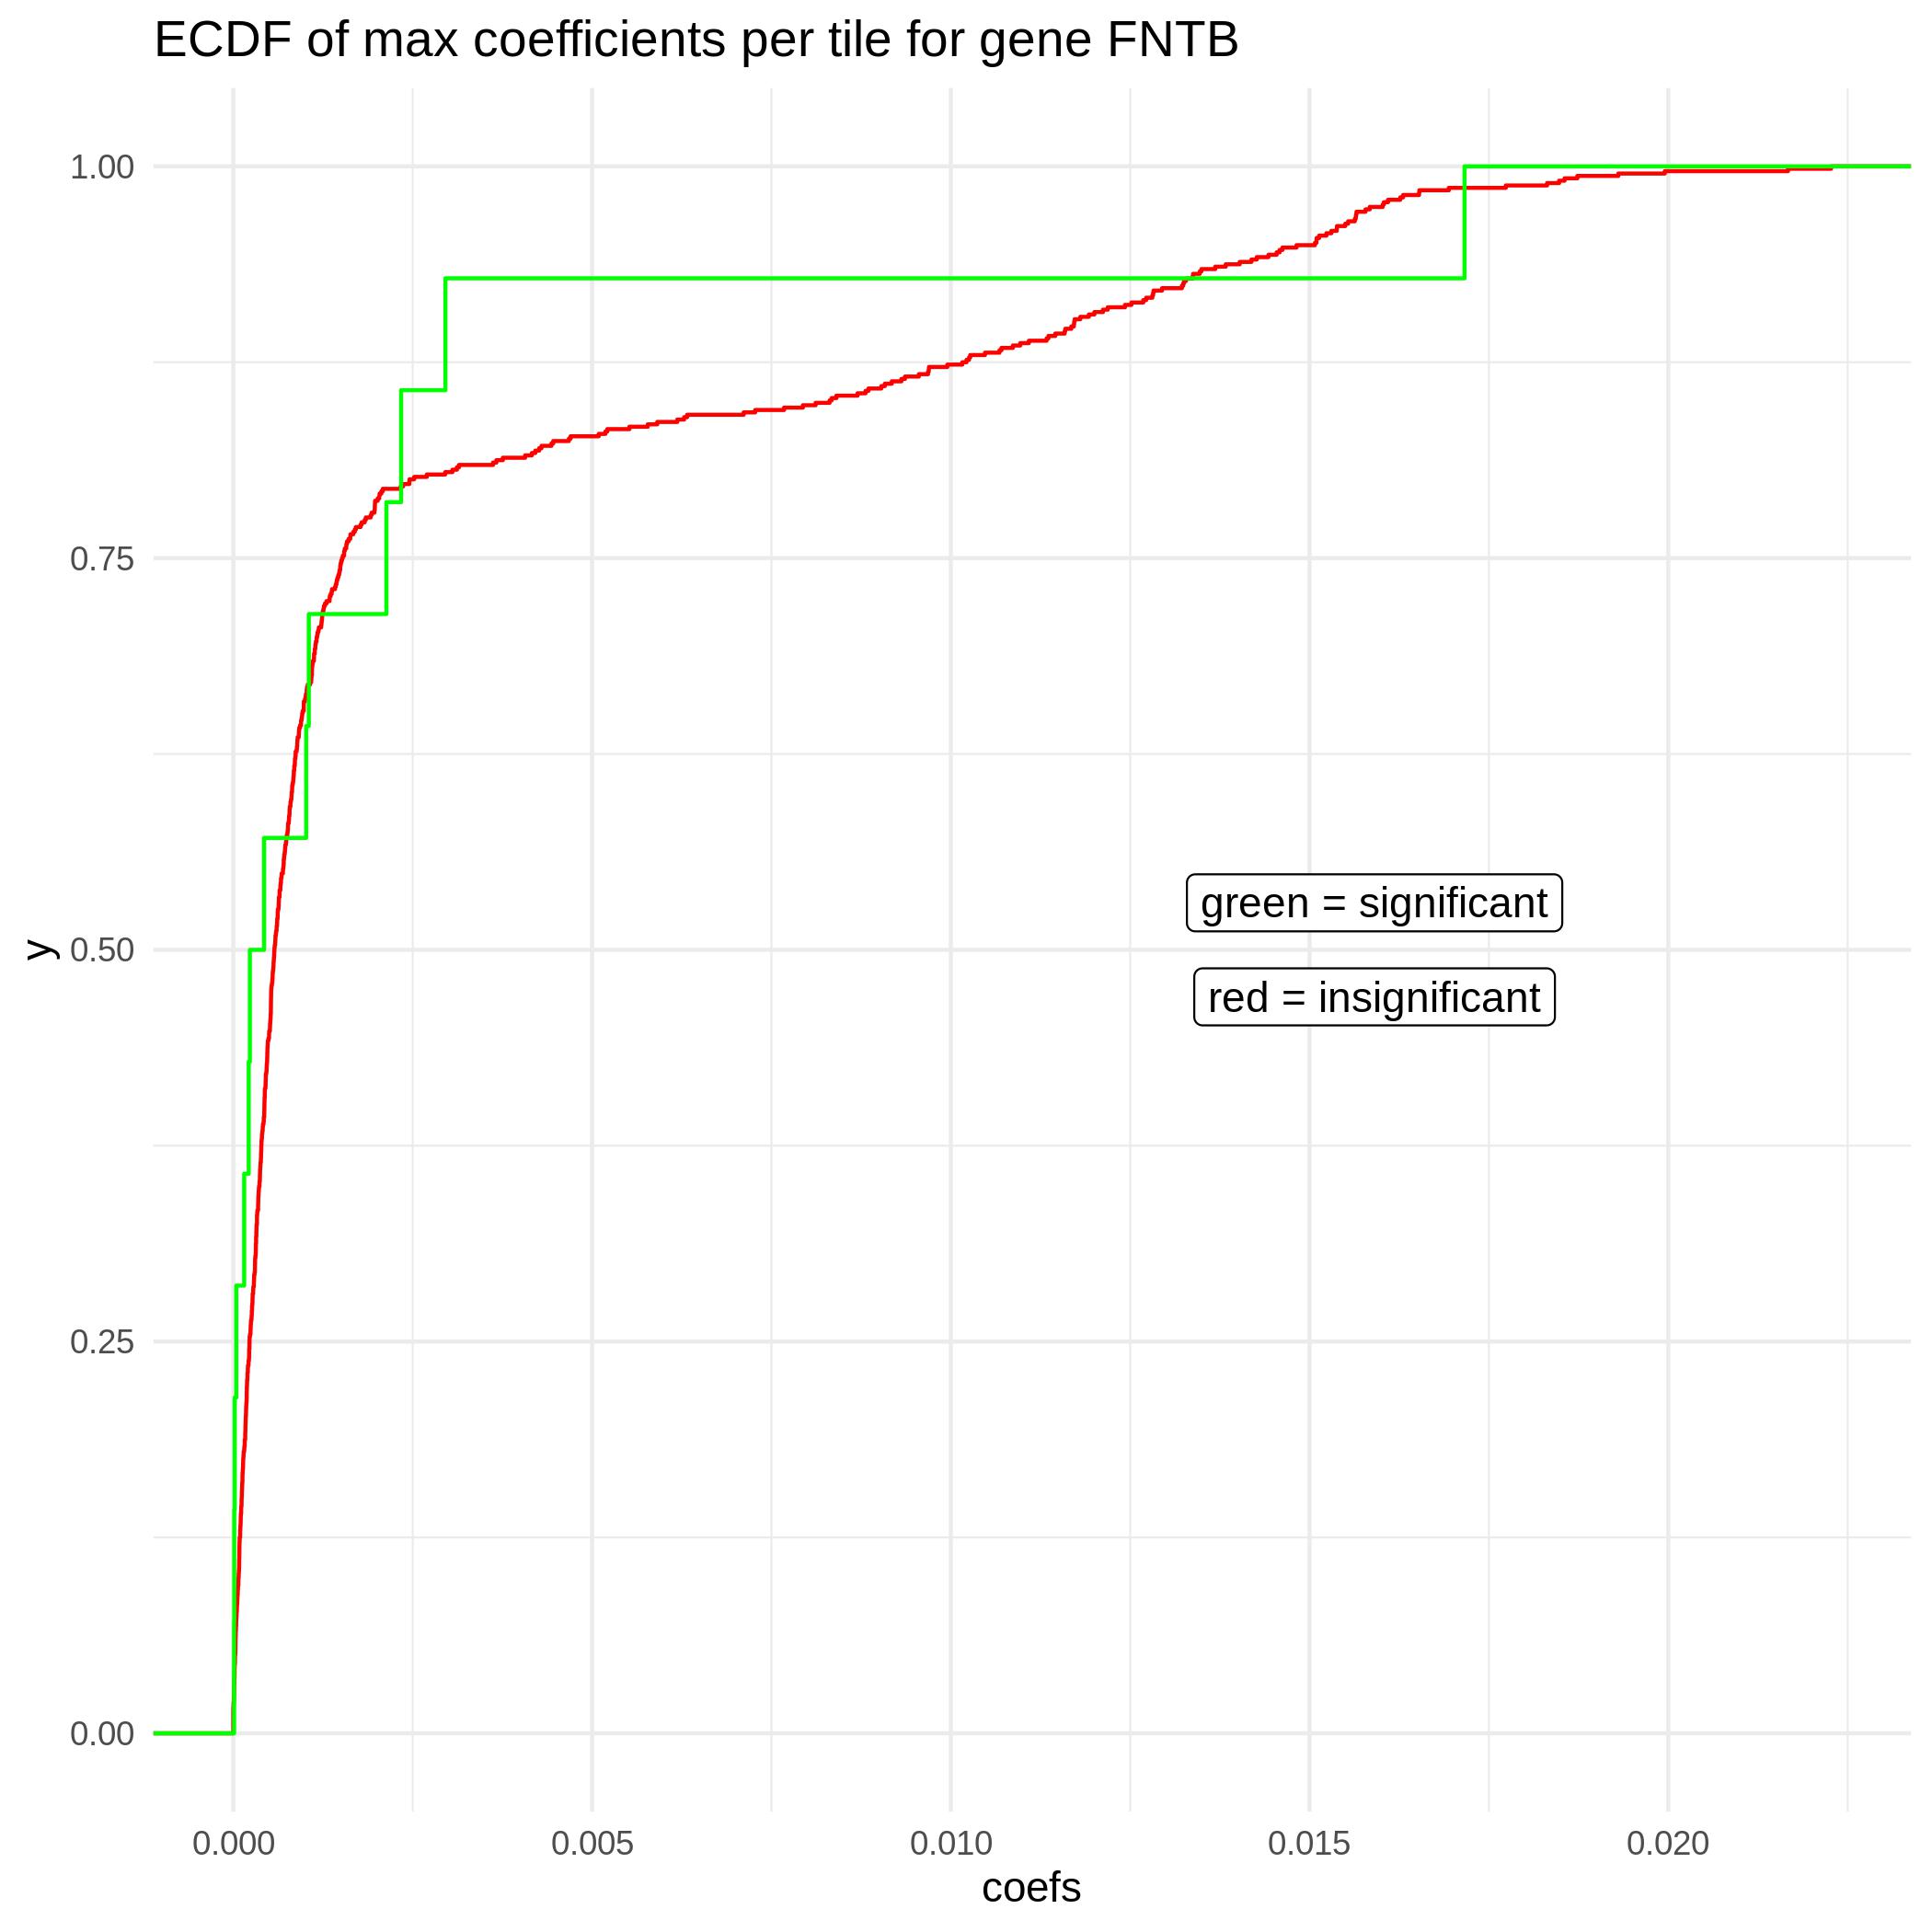 ECDF of max coefficients per tile for gene FNTB
1.00
0.75
0.50
0.25
0.00
y
green = significant
red = insignificant
0.000 0.005 0.010 0.015 0.020
coefs